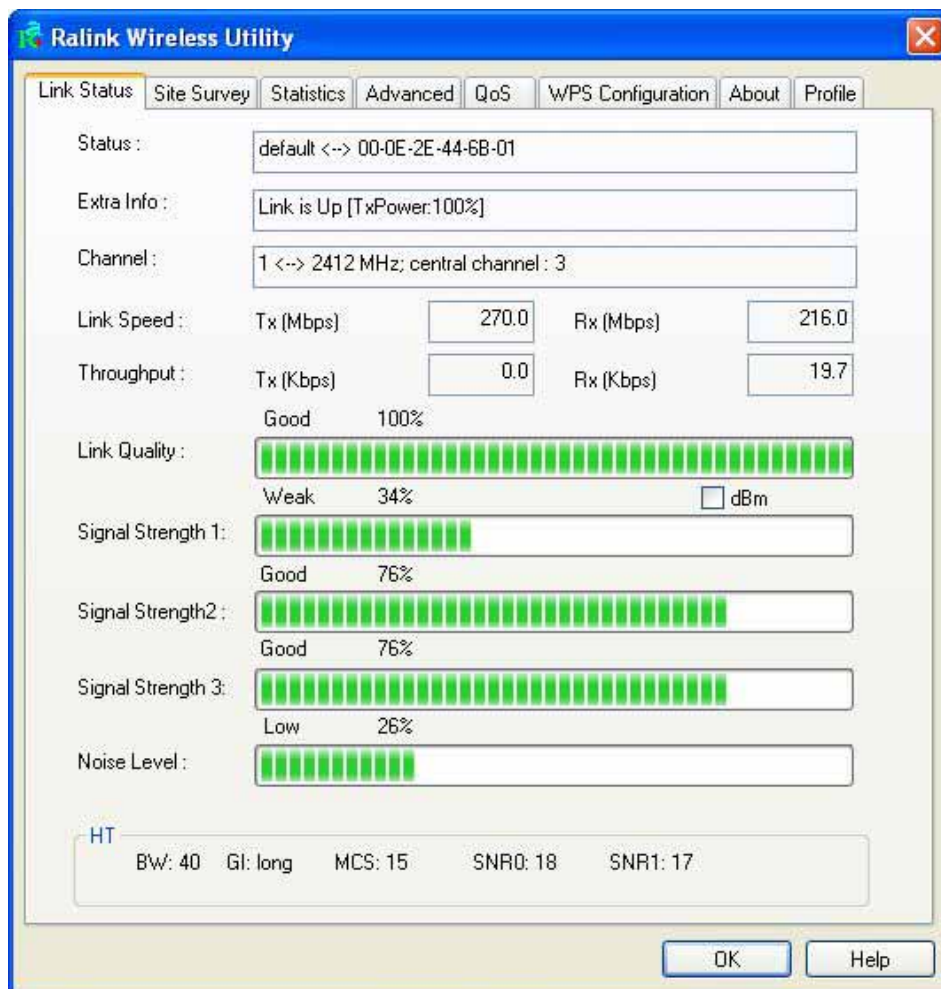 Ralink Wireless Utility
Link Status Site Survey Statistics Advanced QoS WPS Configuration About Profile
Status : default <--> 00-0E-2E-44-6B-01
Extra Info : Link is Up [TxPower:100%]
Channel : 1 <--> 2412 MHz; central channel : 3
Link Speed : Tx (Mbps) 270.0 Rx (Mbps) 216.0
Throughput : Tx (Kbps) 0.0 Rx (Kbps) 19.7
Good 100%
Link Quality :
Weak 34% dBm
Signal Strength 1:
Good 76%
Signal Strength2 :
Good 76%
Signal Strength 3:
Low 26%
Noise Level :
HT
BW: 40 GI: long MCS: 15 SNR0: 18 SNR1: 17
OK Help